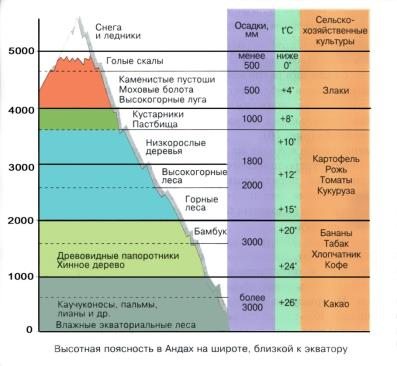 Осадки, мм
t°C
Сельско-
хозяйственные
культуры
Снега
и ледники
5000
Голые скалы
менее
500
ниже
0°
Каменистые пустоши
Моховые болота
Высокогорные луга
500
+4°
Злаки
4000
Кустарники
Пастбища
1000
+8°
Низкорослые
деревья
+10°
3000
1800
Высокогорные
леса
2000
+12°
Картофель
Рожь
Томаты
Кукуруза
Горные
леса
+15°
2000
Бамбук
3000
+20°
Бананы
Табак
Хлопчатник
Кофе
Древовидные папоротники
Хинное дерево
+24°
1000
Каучуконосы, пальмы,
лианы и др.
Влажные экваториальные леса
более
3000
+26°
Какао
0
Высотная поясность в Андах на широте, близкой к экватору